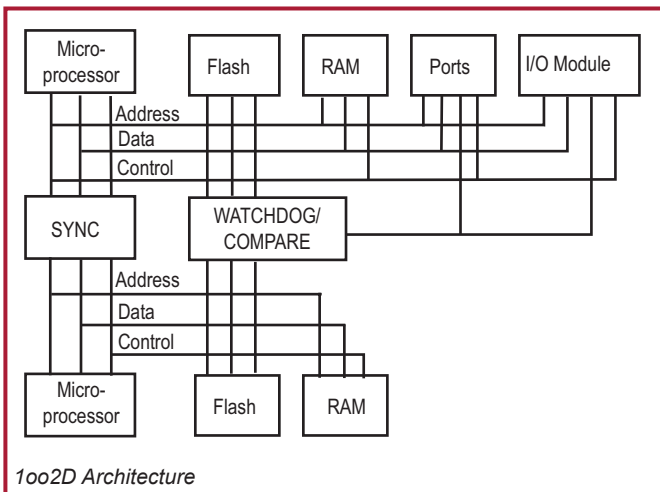 Micro-
processor
Flash
RAM
Ports
I/O Module
Address
Data
Control
SYNC
WATCHDOG/
COMPARE
Address
Data
Control
Micro-
processor
Flash
RAM
1oo2D Architecture